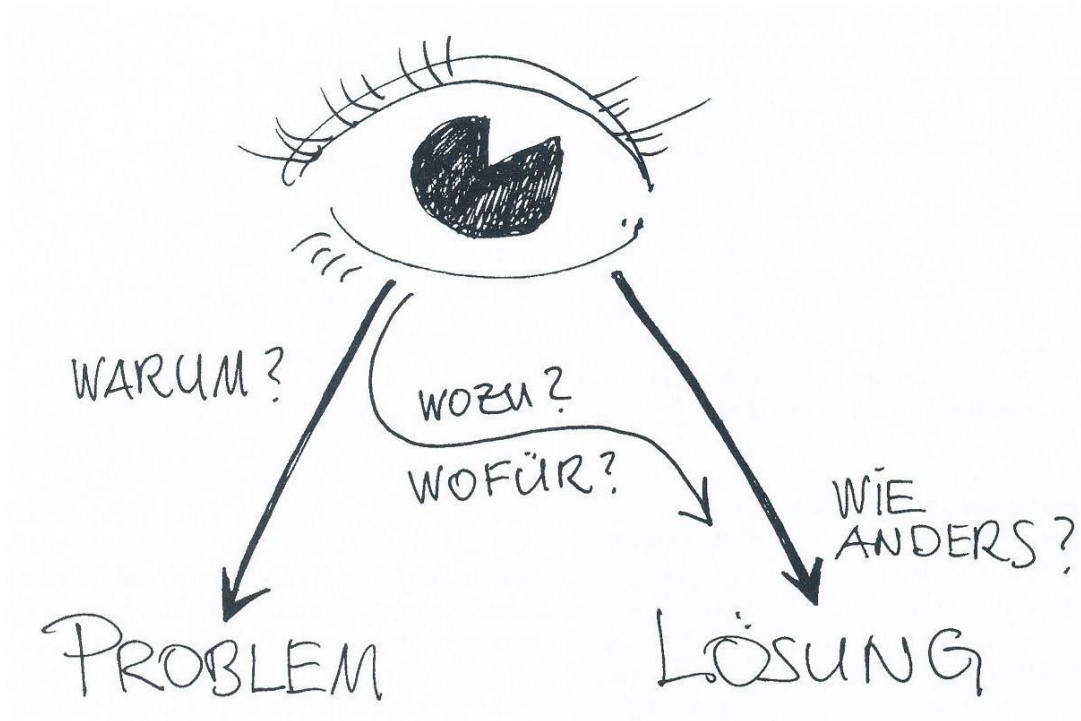 WARUM?
WOZU?
WOFÜR?
WIE
ANDERS?
PROBLEM
LÖSUNG